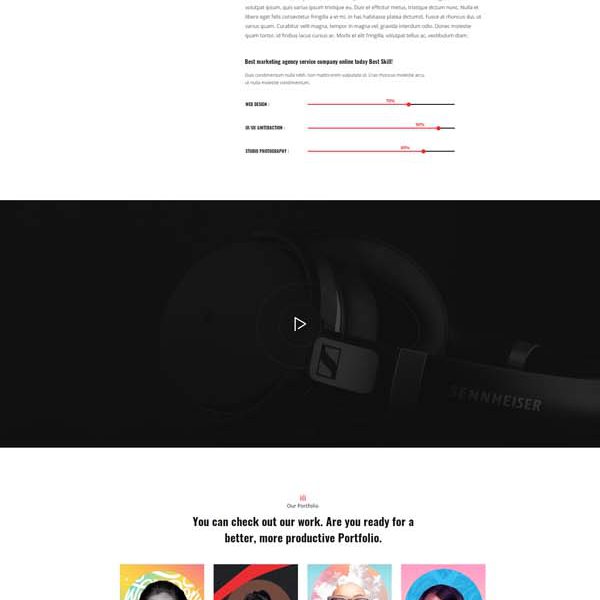 volutpat ipsum, quis varius ipsum tristique eu. Duis et efficitur metus, tristique dictum nunc. Nulla et
libero eget felis consectetur fringilla a et mi. In hac habitasse platea dictumst. Fusce at rhoncus dui, ut
varius quam. Curabitur velit magna, tempor in magna vel, gravida interdum odio. Donec molestie
quam tortor, id finibus lacus cursus ac. Morbi et elit fringilla, volutpat tellus ac, vestibulum diam.
Best marketing agency service company online today Best Skill!
Duis condimentum nulla nibh, non mattis enim vulputate id. Cras rhoncus molestie arcu,
ut nulla molestie condimentum.
WEB DESIGN :
70%
UI/UX
90%
STUDIO PHOTOGRAPHY :
80%
SENNHEISER
Our Portfolio
You can check out our work. Are you ready for a
better, more productive Portfolio.